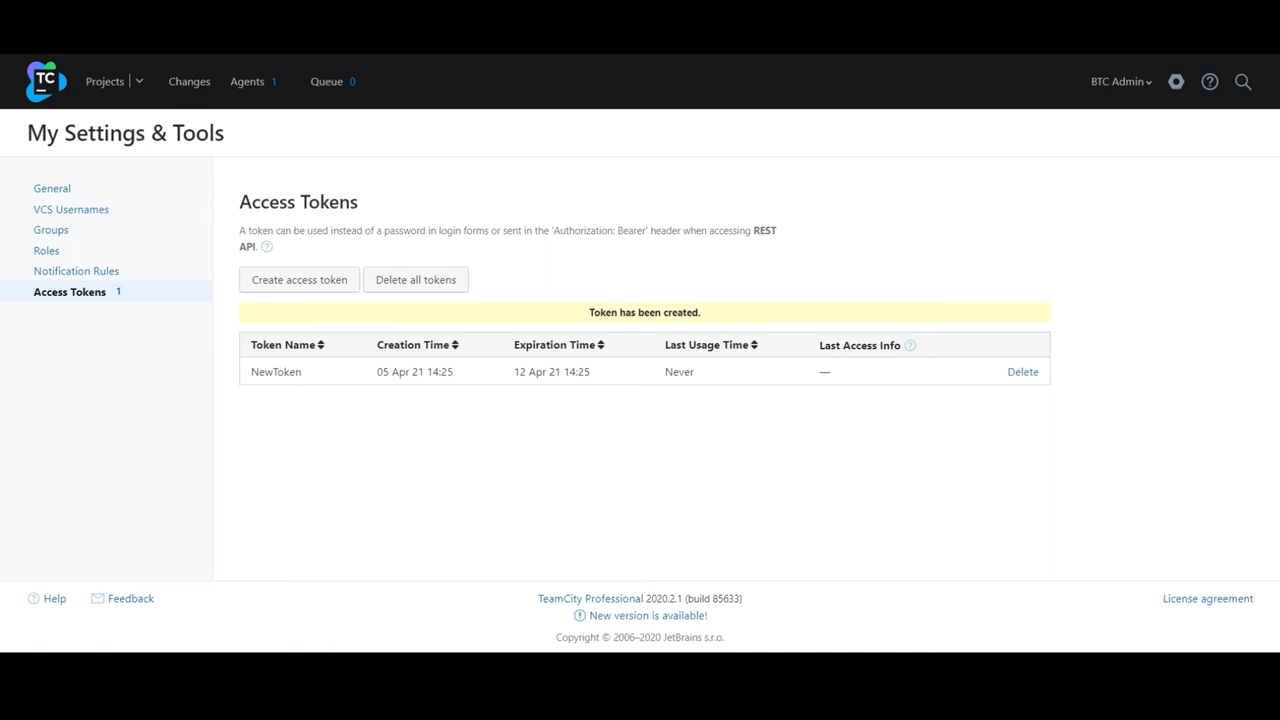 TC
Projects
Changes
Agents 1
Queue 0
BTC Admin
My Settings & Tools
General
VCS Usernames
Groups
Roles
Notification Rules
Access Tokens 1
Access Tokens
A token can be used instead of a password in login forms or sent in the 'Authorization: Bearer' header when accessing REST
API. ?
Create access token
Delete all tokens
Token has been created.
Token Name Creation Time Expiration Time Last Usage Time Last Access Info ?
NewToken 05 Apr 21 14:25 12 Apr 21 14:25 Never — Delete
? Help
Feedback
TeamCity Professional 2020.2.1 (build 85633)
New version is available!
Copyright © 2006–2020 JetBrains s.r.o.
License agreement